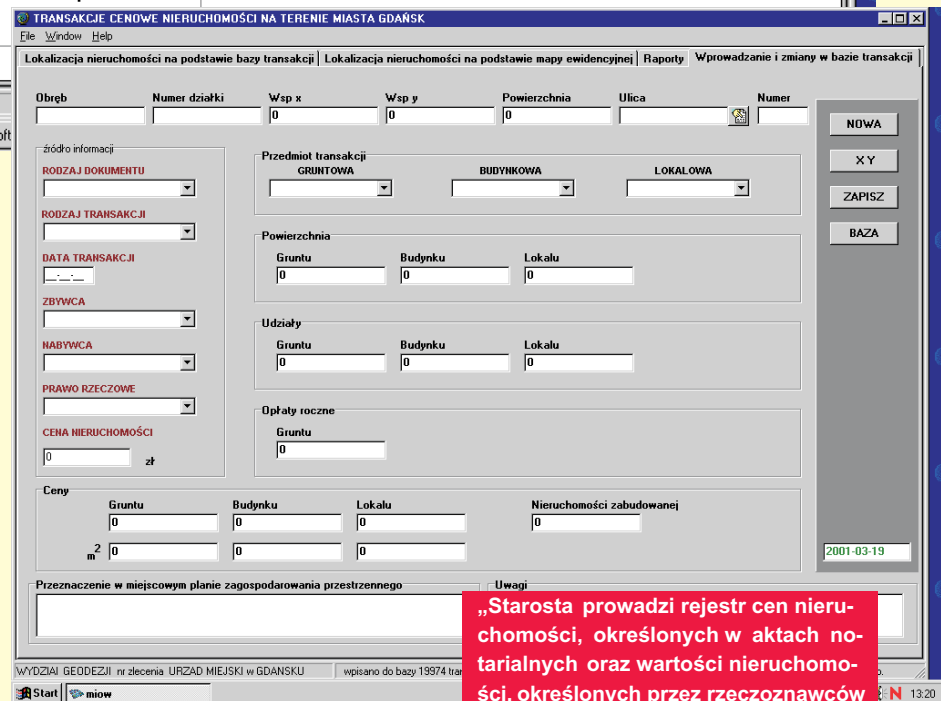 TRANSAKCJE CENOWE NIERUCHOMOŚCI NA TERENIE MIASTA GDAŃSK
File Window Help
Lokalizacja nieruchomości na podstawie bazy transakcji Lokalizacja nieruchomości na podstawie mapy ewidencyjnej Raporty Wprowadzanie i zmiany w bazie transakcji
Obręb Numer działki Wsp x Wsp y Powierzchnia Ulica Numer
0 0 0
NOWA
źródło informacji
Przedmiot transakcji
RODZAJ DOKUMENTU GRUNTOWA BUDYNKOWA LOKALOWA
X Y
ZAPISZ
RODZAJ TRANSAKCJI
BAZA
Powierzchnia
DATA TRANSAKCJI Gruntu Budynku Lokalu
__-__-__ 0 0 0
ZBYWCA
Udziały
NABYWCA Gruntu Budynku Lokalu
0 0 0
PRAWO RZECZOWE
Opłaty roczne
CENA NIERUCHOMOŚCI Gruntu
0 zł 0
Ceny
Gruntu Budynku Lokalu Nieruchomości zabudowanej
0 0 0 0
m2 0 0 0
2001-03-19
Przeznaczenie w miejscowym planie zagospodarowania przestrzennego Uwagi
„Starosta prowadzi rejestr cen nieru-
chomości, określonych w aktach no-
tarialnych oraz wartości nieruchomo-
ści, określonych przez rzeczoznawców
WYDZIAł GEODEZJI nr zlecenia URZAD MIEJSKI w GDANSKU wpisano do bazy 19974
Start miow N 13:20